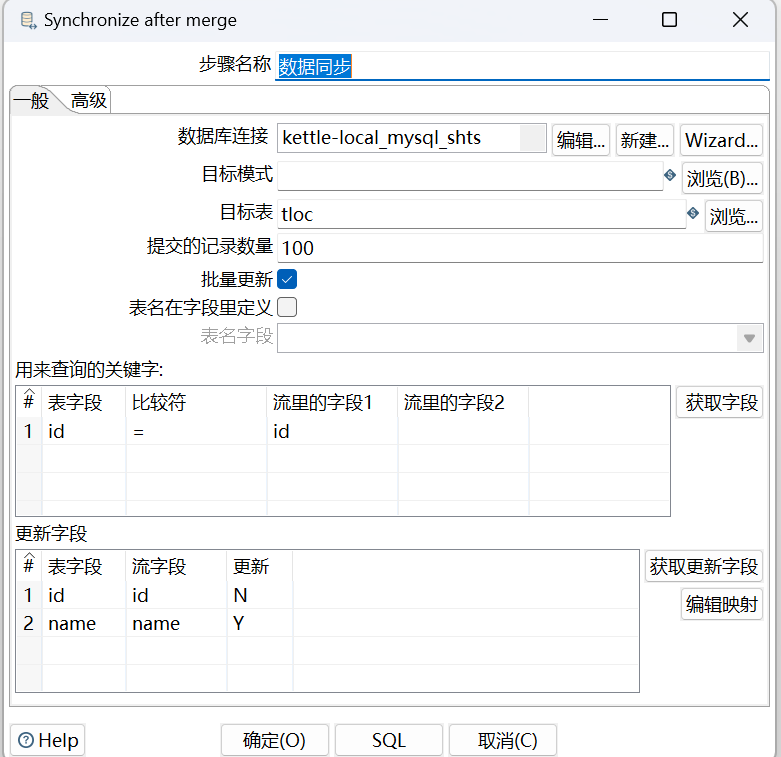 Synchronize after merge
步骤名称 数据同步
一般 高级
数据库连接 kettle-local_mysql_shts 编辑... 新建... Wizard...
目标模式 浏览(B)...
目标表 tloc 浏览...
提交的记录数量 100
批量更新
表名在字段里定义
表名字段
用来查询的关键字:
# 表字段 比较符 流里的字段1 流里的字段2 获取字段
1 id = id
更新字段
# 表字段 流字段 更新 获取更新字段
1 id id N
编辑映射
2 name name Y
Help 确定(O) SQL 取消(C)